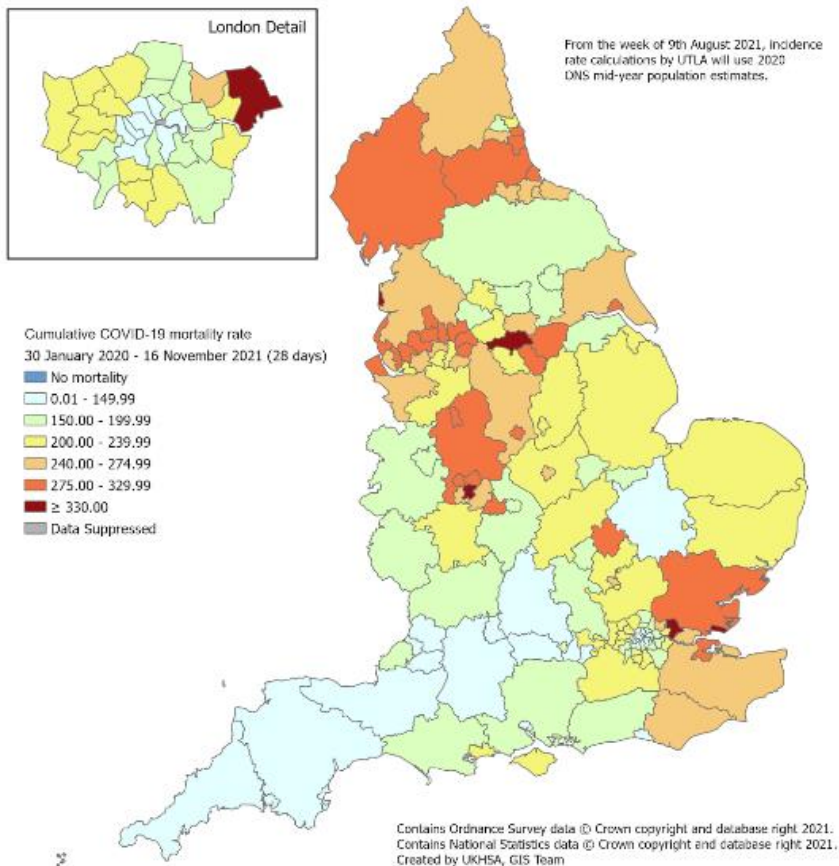 London Detail
From the week of 9th August 2021, incidence
rate calculations by UTLA will use 2020
ONS mid-year population estimates.
Cumulative COVID-19 mortality rate
30 January 2020 - 16 November 2021 (28 days)
No mortality
0.01 - 149.99
150.00 - 199.99
200.00 - 239.99
240.00 - 274.99
275.00 - 329.99
≥ 330.00
Data Suppressed
Contains Ordnance Survey data © Crown copyright and database right 2021.
Contains National Statistics data © Crown copyright and database right 2021.
Created by UKHSA, GIS Team